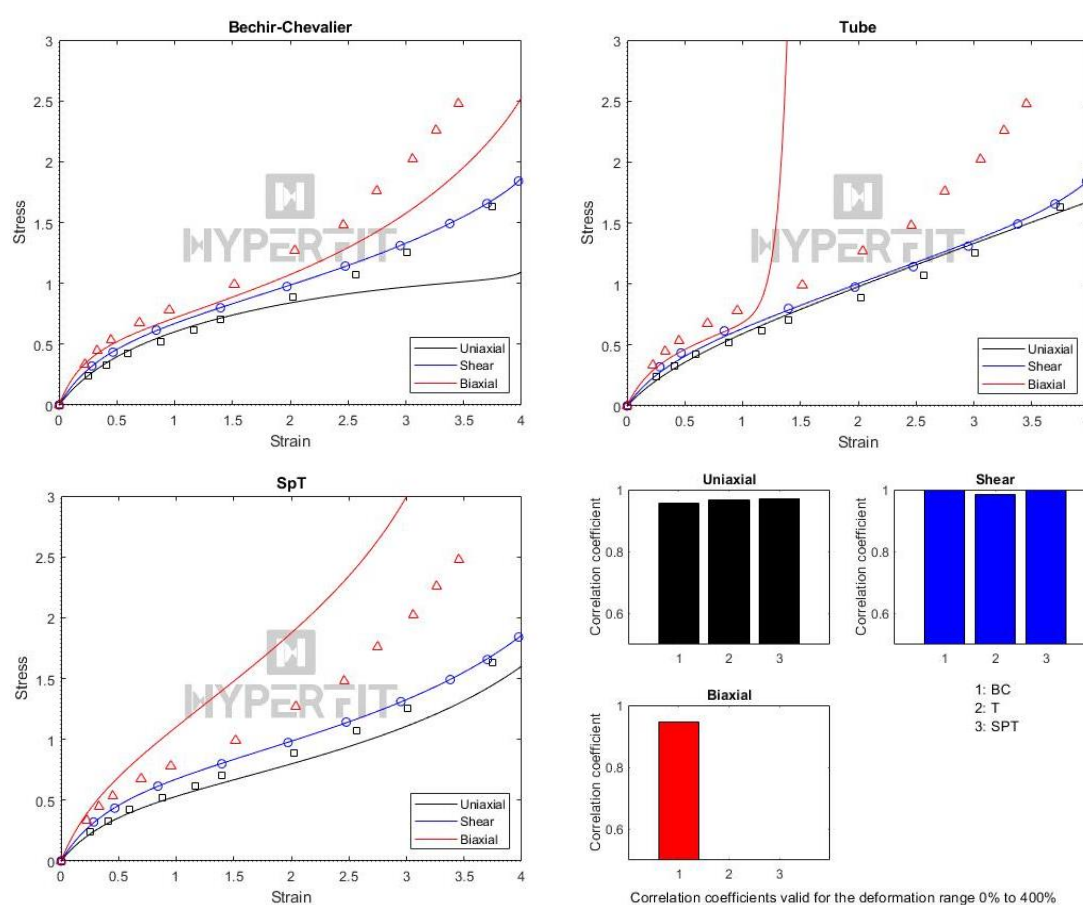 Bechir-Chevalier
3
2.5
2
1.5
1
0.5
0
Stress
HYPERFIT
Uniaxial
Shear
Biaxial
0 0.5 1 1.5 2 2.5 3 3.5 4
Strain
Tube
3
2.5
2
1.5
1
0.5
0
Stress
HYPERFIT
Uniaxial
Shear
Biaxial
0 0.5 1 1.5 2 2.5 3 3.5 4
Strain
SpT
3
2.5
2
1.5
1
0.5
0
Stress
HYPERFIT
Uniaxial
Shear
Biaxial
0 0.5 1 1.5 2 2.5 3 3.5 4
Strain
Uniaxial
1
0.8
0.6
Correlation coefficient
1 2 3
Shear
1
0.8
0.6
Correlation coefficient
1 2 3
Biaxial
1
0.8
0.6
Correlation coefficient
1 2 3
1: BC
2: T
3: SPT
Correlation coefficients valid for the deformation range 0% to 400%